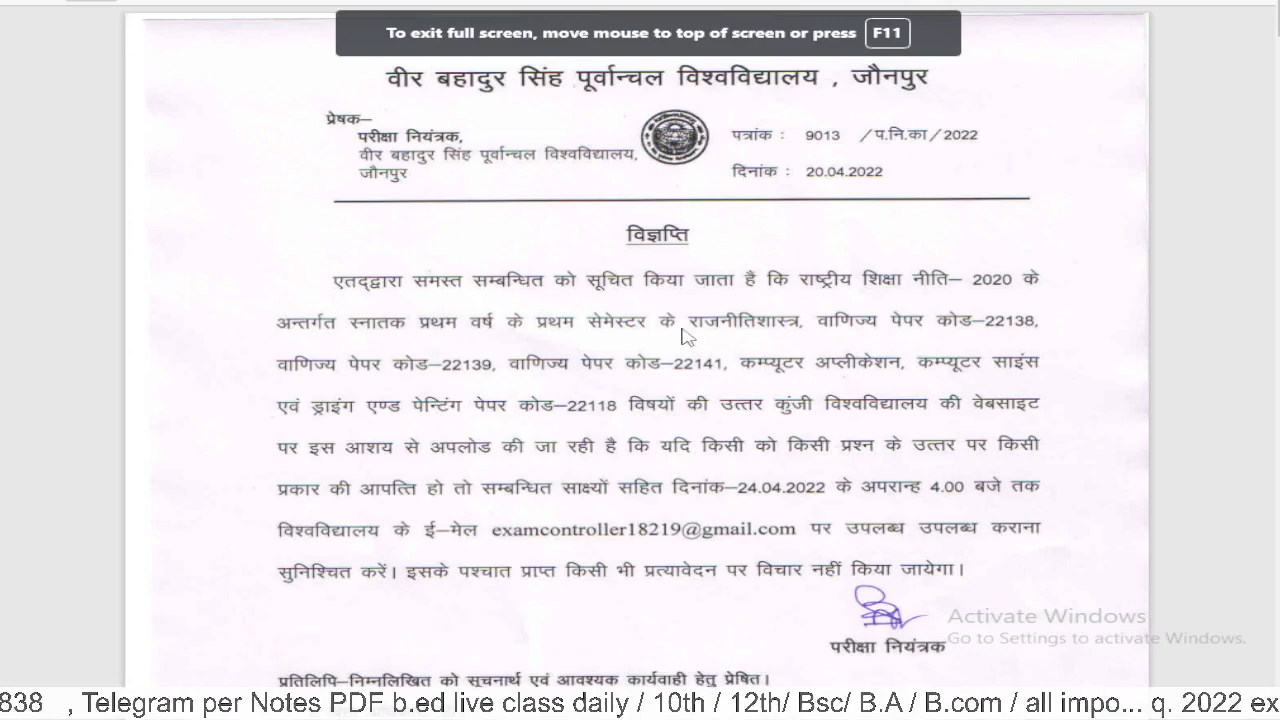 To exit full screen, move mouse to top of screen or press F11
वीर बहादुर सिंह पूर्वान्चल विश्वविद्यालय , जौनपुर
प्रेषक–
परीक्षा नियंत्रक,
वीर बहादुर सिंह पूर्वान्चल विश्वविद्यालय,
जौनपुर
पत्रांक : 9013 /प.नि.का/2022
दिनांक : 20.04.2022
विज्ञप्ति
एतद्द्वारा समस्त सम्बन्धित को सूचित किया जाता है कि राष्ट्रीय शिक्षा नीति– 2020 के
अन्तर्गत स्नातक प्रथम वर्ष के प्रथम सेमेस्टर के राजनीतिशास्त्र, वाणिज्य पेपर कोड–22138,
वाणिज्य पेपर कोड–22139, वाणिज्य पेपर कोड–22141, कम्प्यूटर अप्लीकेशन, कम्प्यूटर साइंस
एवं ड्राइंग एण्ड पेन्टिंग पेपर कोड–22118 विषयों की उत्तर कुंजी विश्वविद्यालय की वेबसाइट
पर इस आशय से अपलोड की जा रही है कि यदि किसी को किसी प्रश्न के उत्तर पर किसी
प्रकार की आपत्ति हो तो सम्बन्धित साक्ष्यों सहित दिनांक–24.04.2022 के अपरान्ह 4.00 बजे तक
विश्वविद्यालय के ई–मेल examcontroller18219@gmail.com पर उपलब्ध उपलब्ध कराना
सुनिश्चित करें। इसके पश्चात प्राप्त किसी भी प्रत्यावेदन पर विचार नहीं किया जायेगा।
परीक्षा नियंत्रक
Activate Windows
Go to Settings to activate Windows.
प्रतिलिपि–निम्नलिखित को सूचनार्थ एवं आवश्यक कार्यवाही हेतु प्रेषित।
838 , Telegram per Notes PDF b.ed live class daily / 10th / 12th/ Bsc/ B.A / B.com / all impo... q. 2022 ex